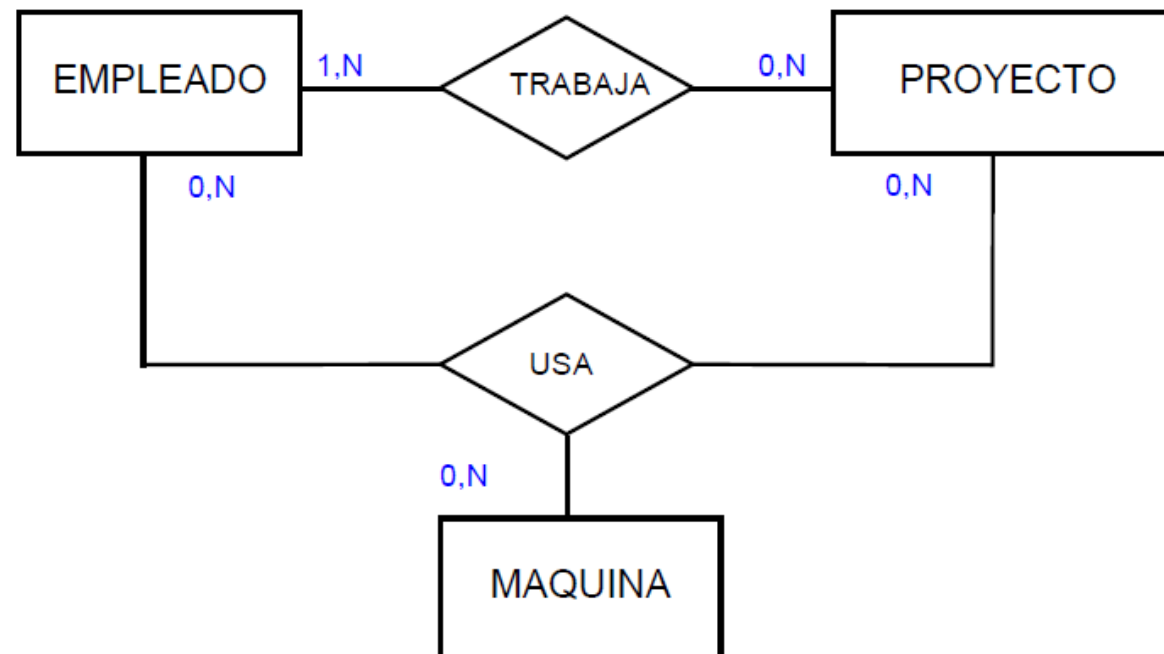 EMPLEADO
1,N
TRABAJA
0,N
PROYECTO
0,N
0,N
USA
0,N
MAQUINA